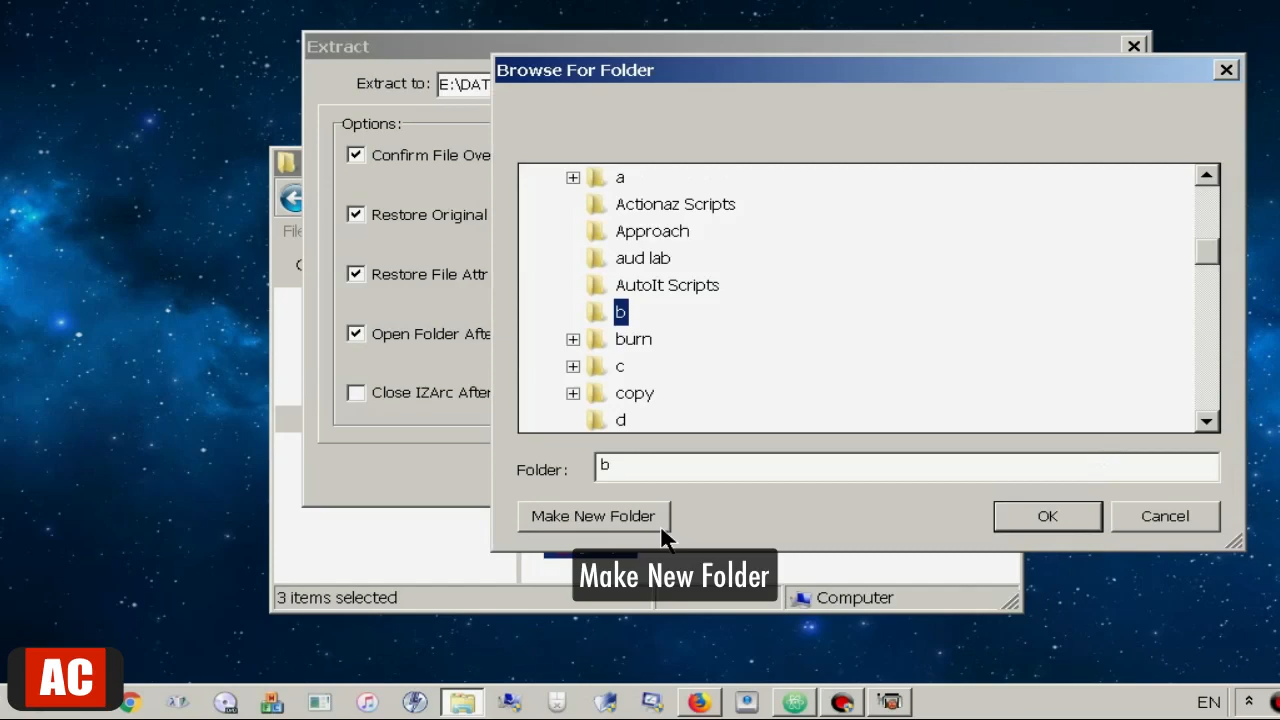 Extract
Browse For Folder
Extract to:
E:\DAT
Options:
Confirm File Ove
Restore Original
Restore File Attr
Open Folder Afte
Close IZArc After
File
a
Actionaz Scripts
Approach
aud lab
AutoIt Scripts
b
burn
c
copy
d
Folder:
b
Make New Folder
OK
Cancel
Make New Folder
3 items selected
Computer
AC
EN